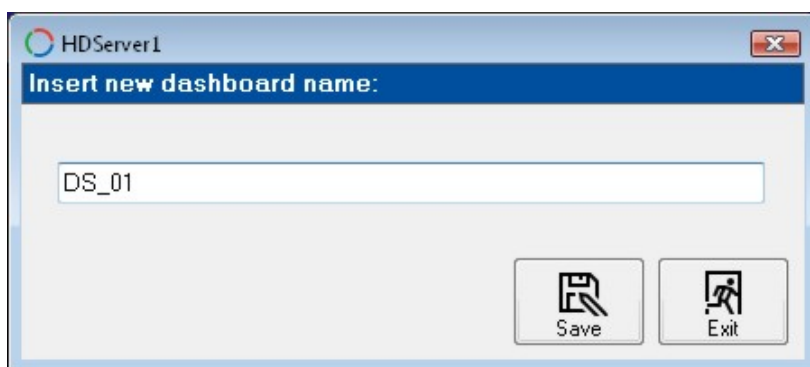 HDServer1
Insert new dashboard name:
DS_01
Save
Exit